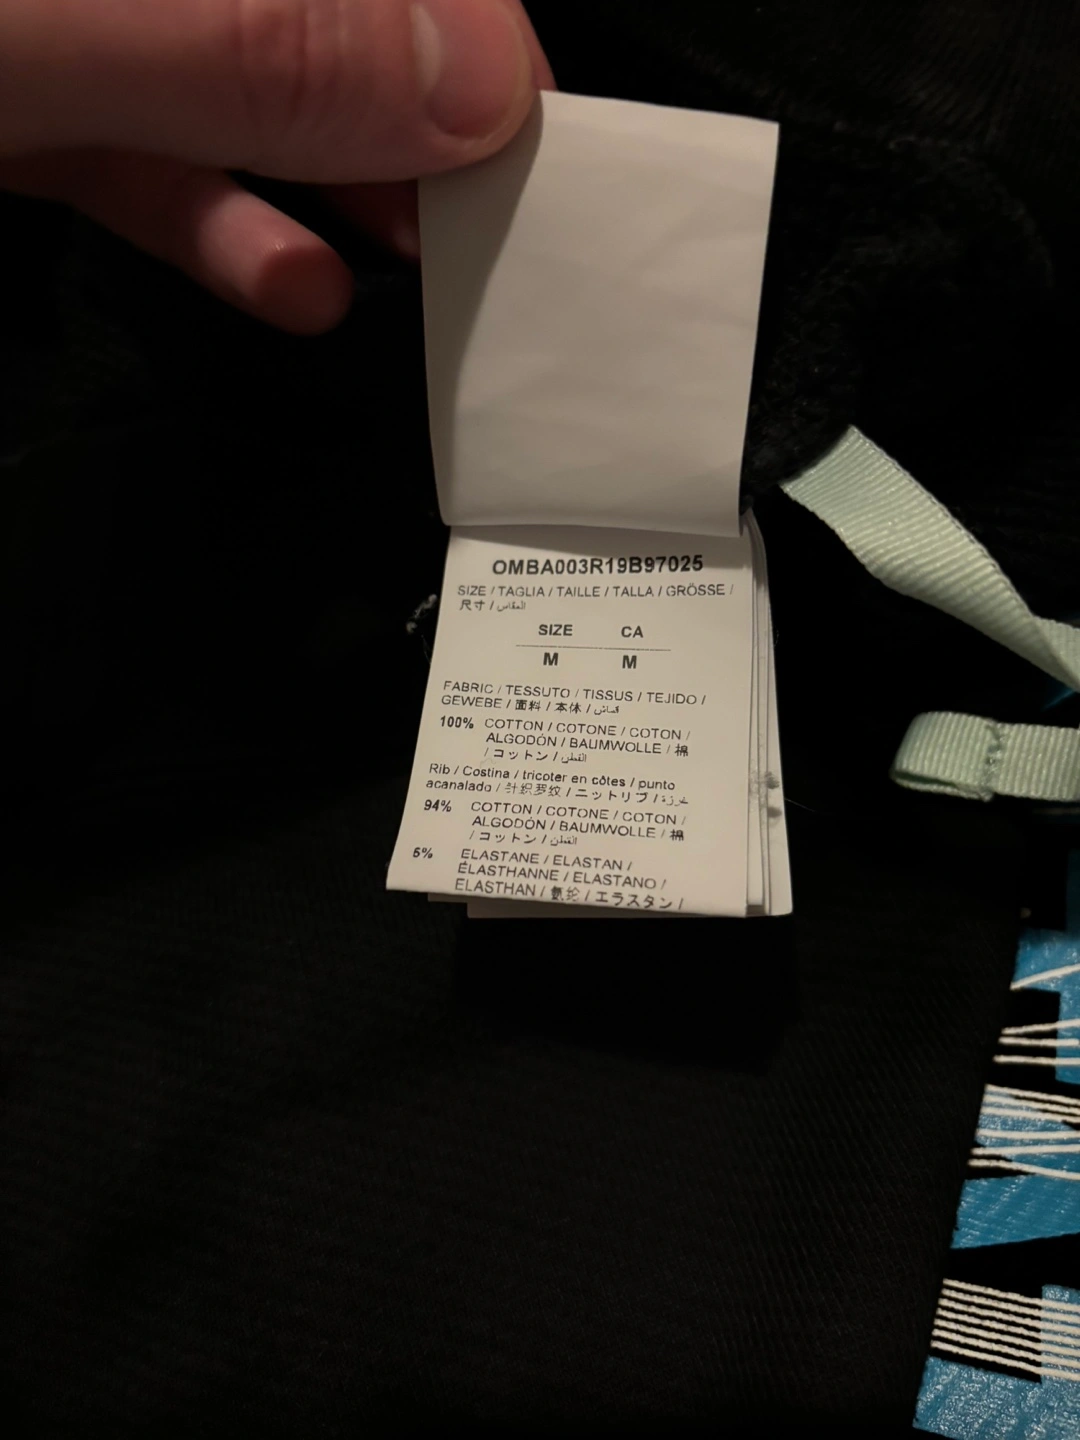 OMBA003R19B97025
SIZE / TAGLIA / TAILLE / TALLA / GRÖSSE /
尺寸 / المقاس
SIZE CA
M M
FABRIC / TESSUTO / TISSUS / TEJIDO /
GEWEBE / 面料 / 本体 / قماش
100% COTTON / COTONE / COTON /
ALGODÓN / BAUMWOLLE / 棉
/ コットン / القطن
Rib / Costina / tricoter en côtes / punto
acanalado / 针织罗纹 / ニットリブ /
94% COTTON / COTONE / COTON /
ALGODÓN / BAUMWOLLE / 棉
/ コットン / القطن
6% ELASTANE / ELASTAN /
ÉLASTHANNE / ELASTANO /
ELASTHAN / 氨纶 / エラスタン /